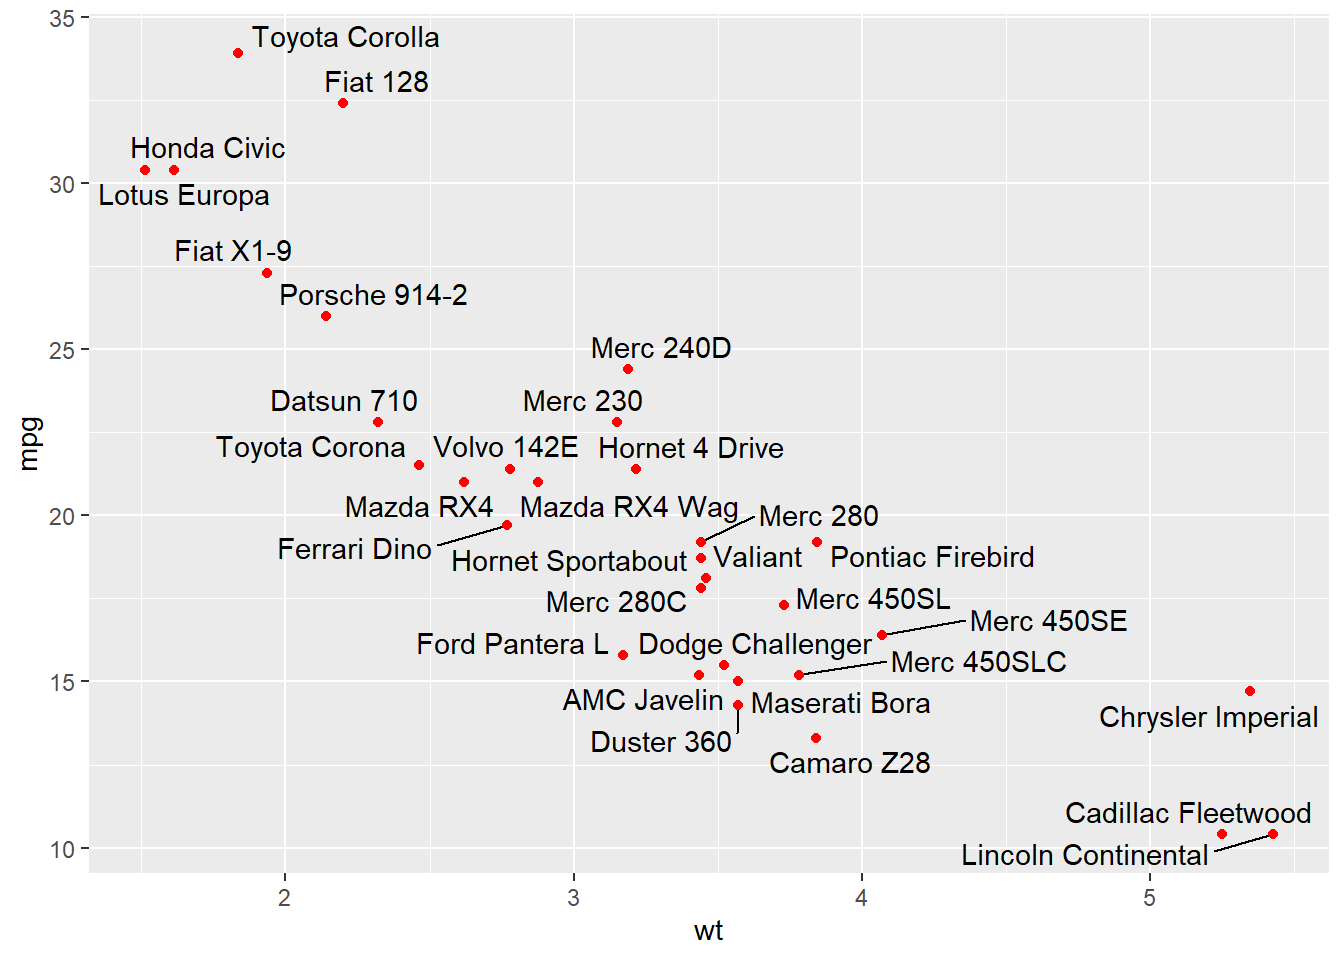 35
Toyota Corolla
Fiat 128
Honda Civic
30
Lotus Europa
Fiat X1-9
Porsche 914-2
Merc 240D
25
Datsun 710
Merc 230
mpg
Toyota Corona
Volvo 142E
Hornet 4 Drive
Mazda RX4
Mazda RX4 Wag
20
Merc 280
Ferrari Dino
Hornet Sportabout
Valiant
Pontiac Firebird
Merc 280C
Merc 450SL
Merc 450SE
Ford Pantera L
Dodge Challenger
Merc 450SLC
15
AMC Javelin
Maserati Bora
Chrysler Imperial
Duster 360
Camaro Z28
Cadillac Fleetwood
10
Lincoln Continental
2
3
4
5
wt